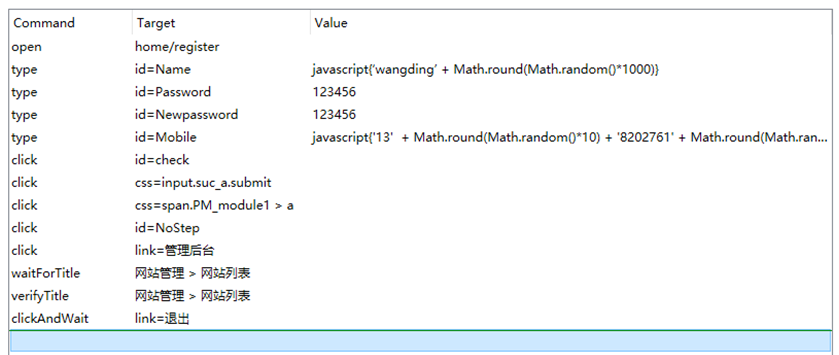 Command Target Value
open home/register
type id=Name javascript{‘wangding’ + Math.round(Math.random()*1000)}
type id=Password 123456
type id=Newpassword 123456
type id=Mobile javascript{'13' + Math.round(Math.random()*10) + '8202761' + Math.round(Math.ran...
click id=check
click css=input.suc_a.submit
click css=span.PM_module1 > a
click id=NoStep
click link=管理后台
waitForTitle 网站管理 > 网站列表
verifyTitle 网站管理 > 网站列表
clickAndWait link=退出